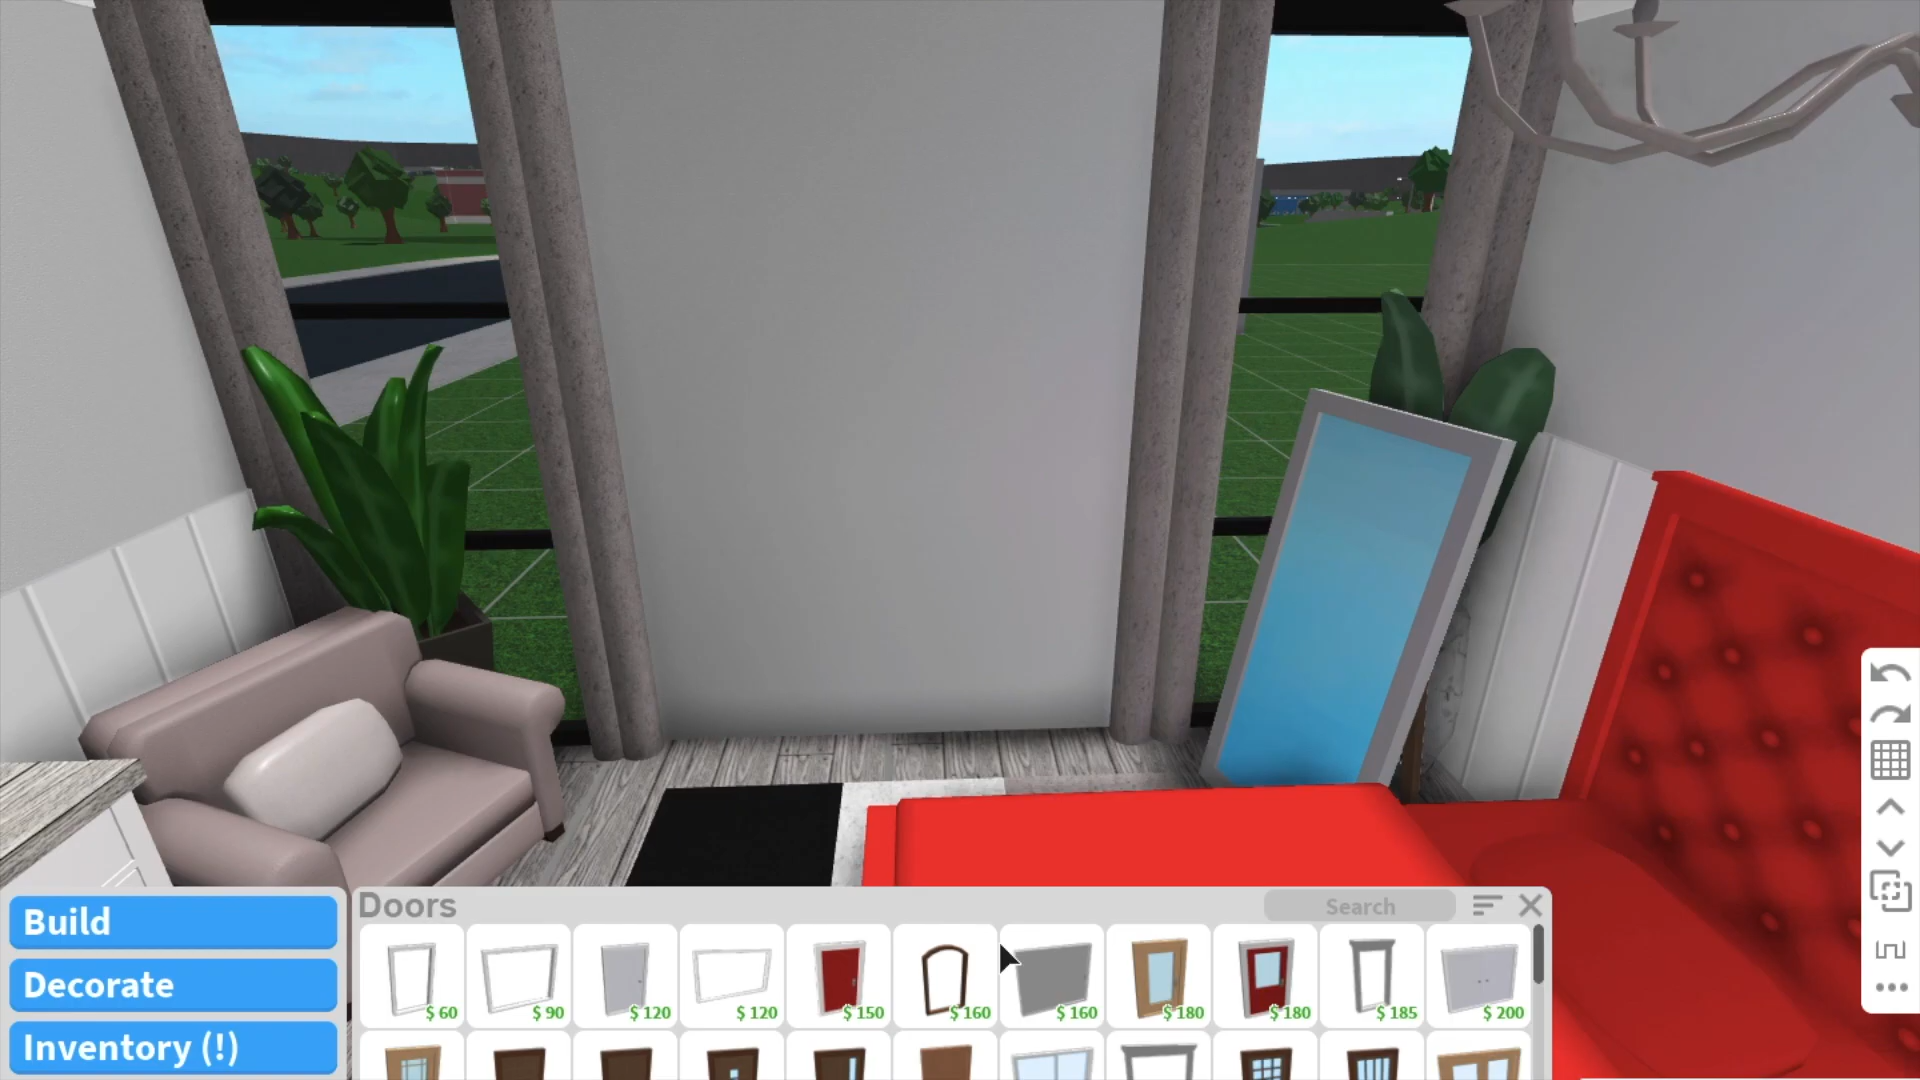 Doors
Search
Build
Decorate
Inventory (!)
$ 60
$ 90
$ 120
$ 120
$ 150
$ 160
$ 160
$ 180
$ 180
$ 185
$ 200